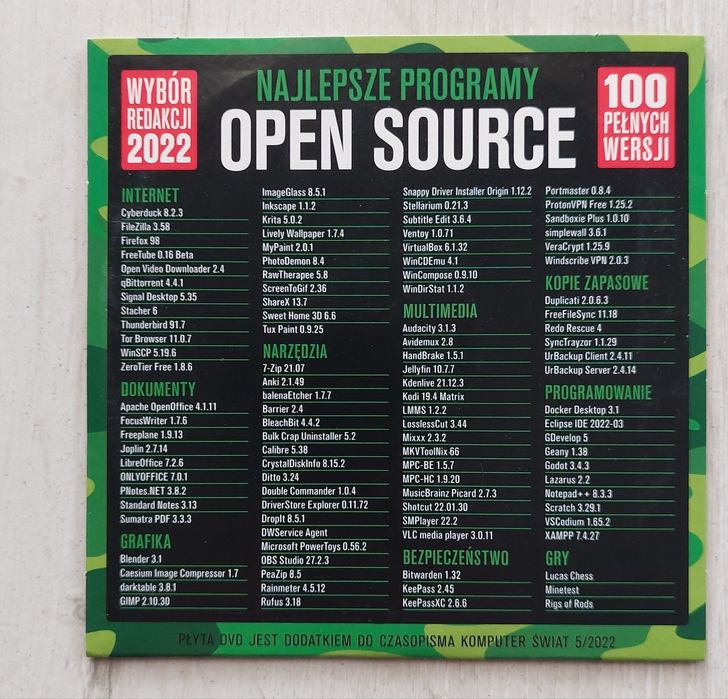 WYBÓR
REDAKCJI
2022
NAJLEPSZE PROGRAMY
OPEN SOURCE
100
PEŁNYCH
WERSJI
INTERNET
Cyberduck 8.2.3
FileZilla 3.58
Firefox 98
FreeTube 0.16 Beta
Open Video Downloader 2.4
qBittorrent 4.4.1
Signal Desktop 5.35
Stacher 6
Thunderbird 91.7
Tor Browser 11.0.7
WinSCP 5.19.6
ZeroTier Free 1.8.6
DOKUMENTY
Apache OpenOffice 4.1.11
FocusWriter 1.7.6
Freeplane 1.9.13
Joplin 2.7.14
LibreOffice 7.2.6
ONLYOFFICE 7.0.1
PNotes.NET 3.8.2
Standard Notes 3.13
Sumatra PDF 3.3.3
GRAFIKA
Blender 3.1
Caesium Image Compressor 1.7
darktable 3.8.1
GIMP 2.10.30
ImageGlass 8.5.1
Inkscape 1.1.2
Krita 5.0.2
Lively Wallpaper 1.7.4
MyPaint 2.0.1
PhotoDemon 8.4
RawTherapee 5.8
ScreenToGif 2.36
ShareX 13.7
Sweet Home 3D 6.6
Tux Paint 0.9.25
NARZĘDZIA
7-Zip 21.07
Anki 2.1.49
balenaEtcher 1.7.7
Barrier 2.4
BleachBit 4.4.2
Bulk Crap Uninstaller 5.2
Calibre 5.38
CrystalDiskInfo 8.15.2
Ditto 3.24
Double Commander 1.0.4
DriverStore Explorer 0.11.72
DropIt 8.5.1
DWService Agent
Microsoft PowerToys 0.56.2
OBS Studio 27.2.3
PeaZip 8.5
Rainmeter 4.5.12
Rufus 3.18
Snappy Driver Installer Origin 1.12.2
Stellarium 0.21.3
Subtitle Edit 3.6.4
Ventoy 1.0.71
VirtualBox 6.1.32
WinCDEmu 4.1
WinCompose 0.9.10
WinDirStat 1.1.2
MULTIMEDIA
Audacity 3.1.3
Avidemux 2.8
HandBrake 1.5.1
Jellyfin 10.7.7
Kdenlive 21.12.3
Kodi 19.4 Matrix
LMMS 1.2.2
LosslessCut 3.44
Mixxx 2.3.2
MKVToolNix 66
MPC-BE 1.5.7
MPC-HC 1.9.20
MusicBrainz Picard 2.7.3
Shotcut 22.01.30
SMPlayer 22.2
VLC media player 3.0.11
BEZPIECZEŃSTWO
Bitwarden 1.32
KeePass 2.45
KeePassXC 2.6.6
Portmaster 0.8.4
ProtonVPN Free 1.25.2
Sandboxie Plus 1.0.10
simplewall 3.6.1
VeraCrypt 1.25.9
Windscribe VPN 2.0.3
KOPIE ZAPASOWE
Duplicati 2.0.6.3
FreeFileSync 11.18
Redo Rescue 4
SyncTrayzor 1.1.29
UrBackup Client 2.4.11
UrBackup Server 2.4.14
PROGRAMOWANIE
Docker Desktop 3.1
Eclipse IDE 2022-03
GDevelop 5
Geany 1.38
Godot 3.4.3
Lazarus 2.2
Notepad++ 8.3.3
Scratch 3.29.1
VSCodium 1.65.2
XAMPP 7.4.27
GRY
Lucas Chess
Minetest
Rigs of Rods
PŁYTA DVD JEST DODATKIEM DO CZASOPISMA KOMPUTER ŚWIAT 5/2022